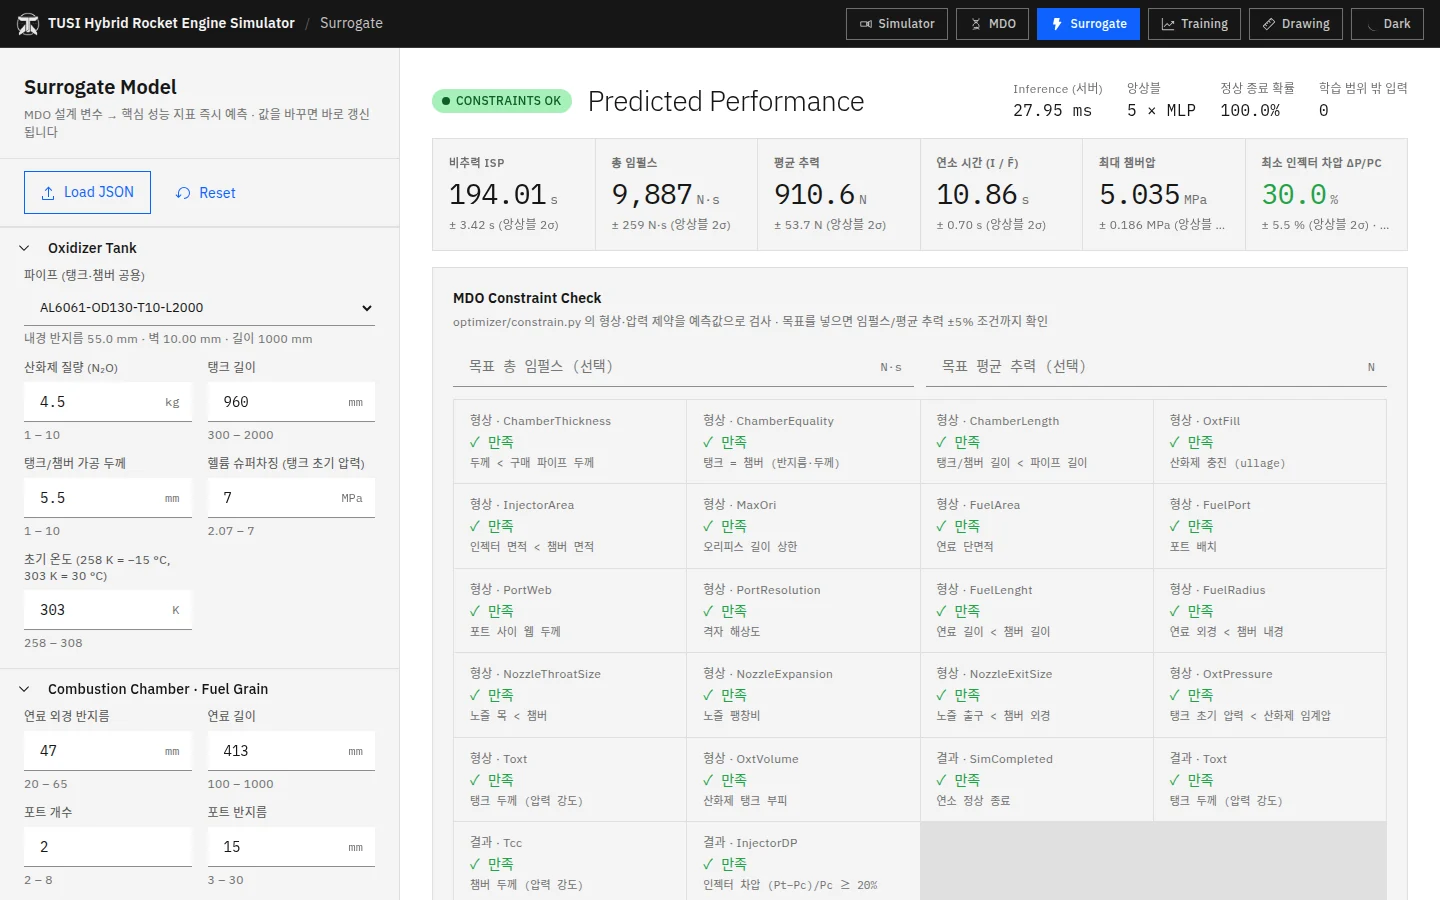 TUSI Hybrid Rocket Engine Simulator / Surrogate
Simulator
MDO
Surrogate
Training
Drawing
Dark
Surrogate Model
MDO 설계 변수 → 핵심 성능 지표 즉시 예측 · 값을 바꾸면 바로 갱신
됩니다
Load JSON
Reset
Oxidizer Tank
파이프 (탱크·챔버 공용)
AL6061-OD130-T10-L2000
내경 반지름 55.0 mm · 벽 10.00 mm · 길이 1000 mm
산화제 질량 (N₂O)
탱크 길이
4.5 kg
960 mm
1 – 10
300 – 2000
탱크/챔버 가공 두께
헬륨 슈퍼차징 (탱크 초기 압력)
5.5 mm
7 MPa
1 – 10
2.07 – 7
초기 온도 (258 K = −15 °C,
303 K = 30 °C)
303 K
258 – 308
Combustion Chamber · Fuel Grain
연료 외경 반지름
연료 길이
47 mm
413 mm
20 – 65
100 – 1000
포트 개수
포트 반지름
2
15 mm
2 – 8
3 – 30
CONSTRAINTS OK
Predicted Performance
Inference (서버)
27.95 ms
앙상블
5 × MLP
정상 종료 확률
100.0%
학습 범위 밖 입력
0
비추력 ISP
194.01 s
± 3.42 s (앙상블 2σ)
총 임펄스
9,887 N·s
± 259 N·s (앙상블 2σ)
평균 추력
910.6 N
± 53.7 N (앙상블 2σ)
연소 시간 (I / F̄)
10.86 s
± 0.70 s (앙상블 2σ)
최대 챔버압
5.035 MPa
± 0.186 MPa (앙상블 ...
최소 인젝터 차압 ΔP/PC
30.0 %
± 5.5 % (앙상블 2σ) · ...
MDO Constraint Check
optimizer/constrain.py 의 형상·압력 제약을 예측값으로 검사 · 목표를 넣으면 임펄스/평균 추력 ±5% 조건까지 확인
목표 총 임펄스 (선택) N·s
목표 평균 추력 (선택) N
형상 · ChamberThickness
✓ 만족
두께 < 구매 파이프 두께
형상 · ChamberEquality
✓ 만족
탱크 = 챔버 (반지름·두께)
형상 · ChamberLength
✓ 만족
탱크/챔버 길이 < 파이프 길이
형상 · OxtFill
✓ 만족
산화제 충진 (ullage)
형상 · InjectorArea
✓ 만족
인젝터 면적 < 챔버 면적
형상 · MaxOri
✓ 만족
오리피스 길이 상한
형상 · FuelArea
✓ 만족
연료 단면적
형상 · FuelPort
✓ 만족
포트 배치
형상 · PortWeb
✓ 만족
포트 사이 웹 두께
형상 · PortResolution
✓ 만족
격자 해상도
형상 · FuelLenght
✓ 만족
연료 길이 < 챔버 길이
형상 · FuelRadius
✓ 만족
연료 외경 < 챔버 내경
형상 · NozzleThroatSize
✓ 만족
노즐 목 < 챔버
형상 · NozzleExpansion
✓ 만족
노즐 팽창비
형상 · NozzleExitSize
✓ 만족
노즐 출구 < 챔버 외경
형상 · OxtPressure
✓ 만족
탱크 초기 압력 < 산화제 임계압
형상 · Toxt
✓ 만족
탱크 두께 (압력 강도)
형상 · OxtVolume
✓ 만족
산화제 탱크 부피
결과 · SimCompleted
✓ 만족
연소 정상 종료
결과 · Toxt
✓ 만족
탱크 두께 (압력 강도)
결과 · Tcc
✓ 만족
챔버 두께 (압력 강도)
결과 · InjectorDP
✓ 만족
인젝터 차압 (Pt−Pc)/Pc ≥ 20%